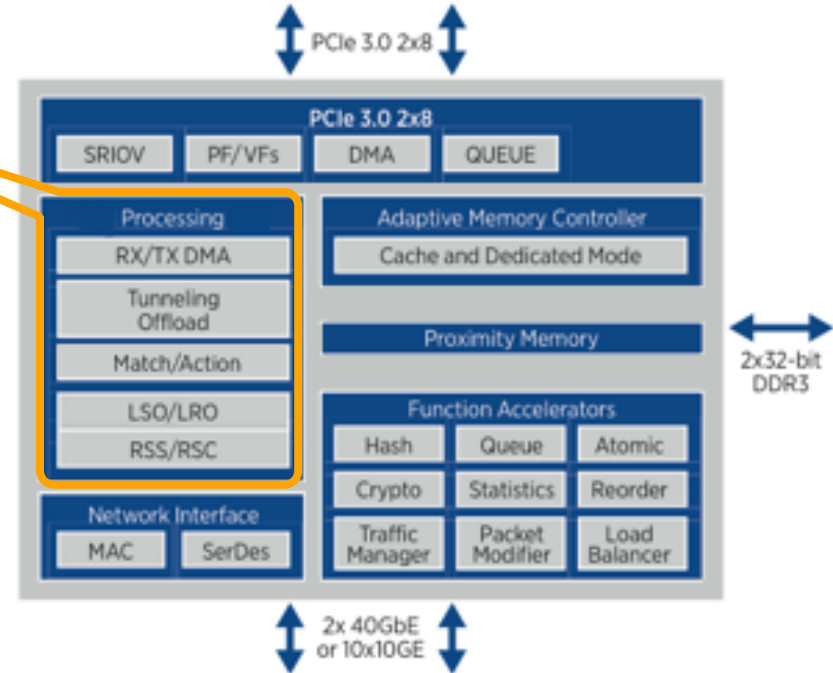 PCIe 3.0 2x8
PCIe 3.0 2x8
SRIOV
PF/VFs
DMA
QUEUE
Processing
RX/TX DMA
Tunneling
Offload
Match/Action
LSO/LRO
RSS/RSC
Network Interface
MAC
SerDes
Adaptive Memory Controller
Cache and Dedicated Mode
Proximity Memory
Function Accelerators
Hash
Queue
Atomic
Crypto
Statistics
Reorder
Traffic
Manager
Packet
Modifier
Load
Balancer
2x32-bit
DDR3
2x 40GbE
or 10x10GE